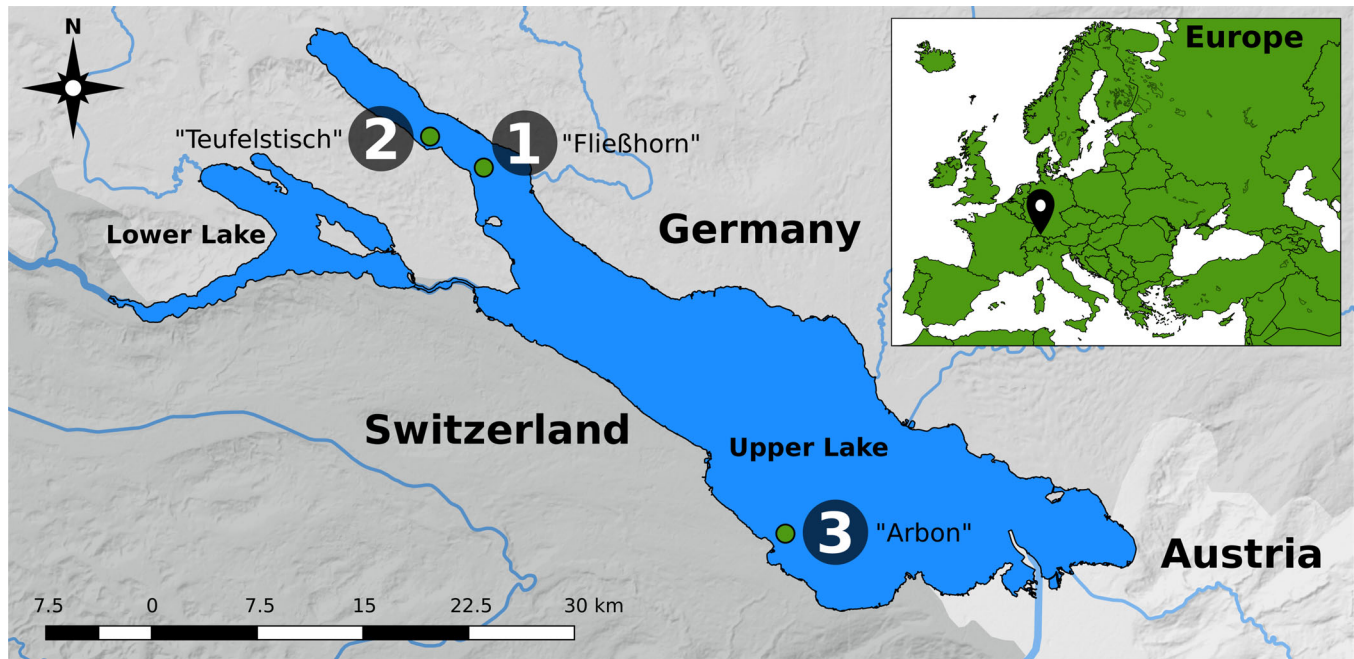 N
Europe
"Teufelstisch" 2 1 "Fließhorn"
Lower Lake
Germany
Switzerland
Upper Lake
3 "Arbon"
Austria
7.5 0 7.5 15 22.5 30 km